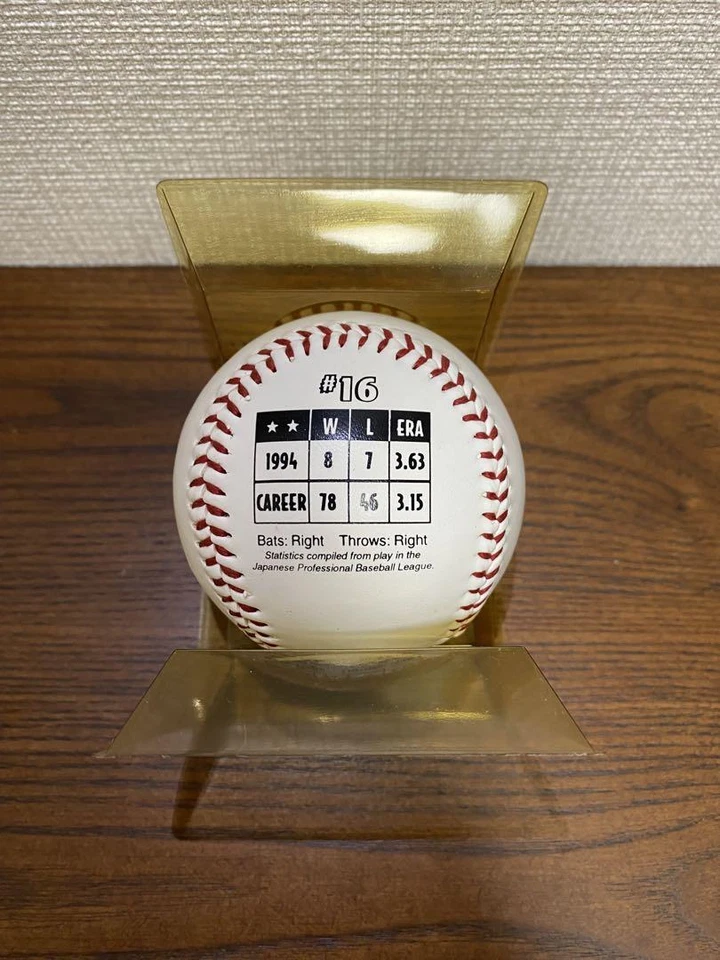 #16
★ ★ W L ERA
1994 8 7 3.63
CAREER 78 46 3.15
Bats: Right Throws: Right
Statistics compiled from play in the
Japanese Professional Baseball League.